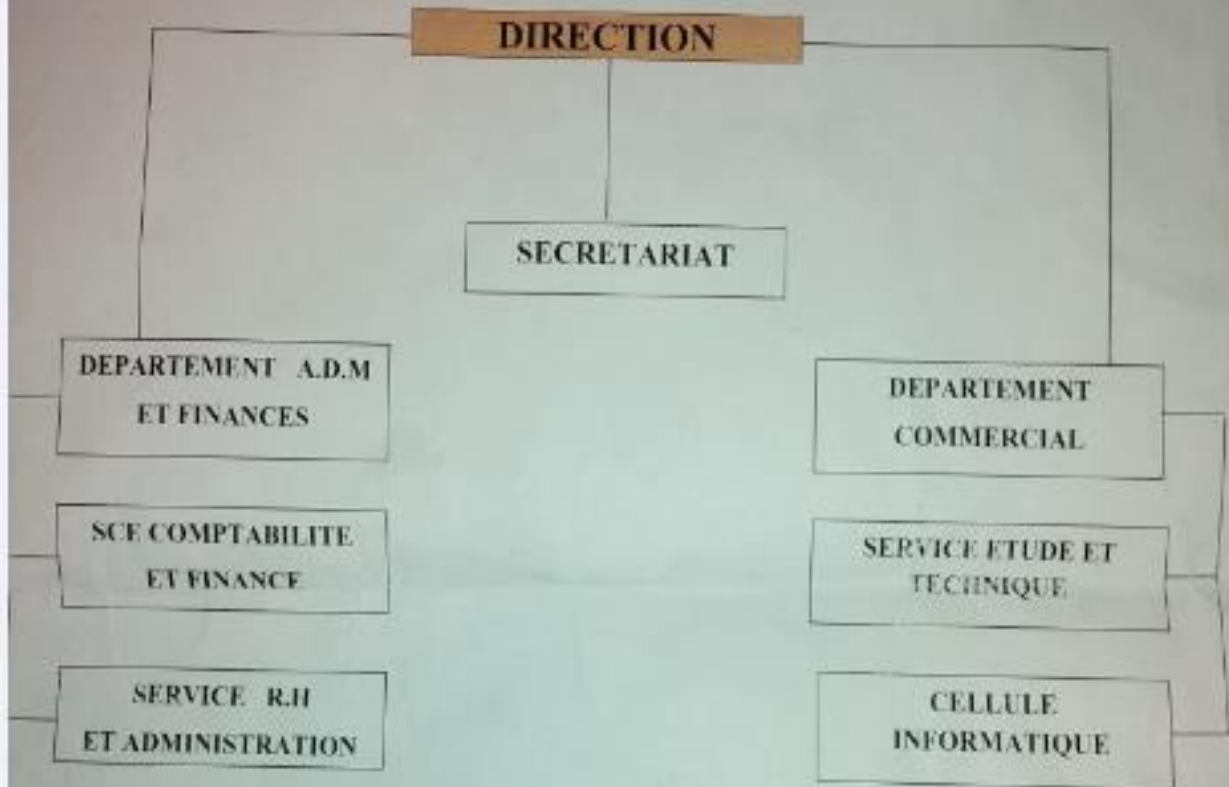 DIRECTION
SECRETARIAT
DEPARTEMENT A.D.M
ET FINANCES
DEPARTEMENT
COMMERCIAL
SCE COMPTABILITE
ET FINANCE
SERVICE ETUDE ET
TECHNIQUE
SERVICE R.H
ET ADMINISTRATION
CELLULE
INFORMATIQUE